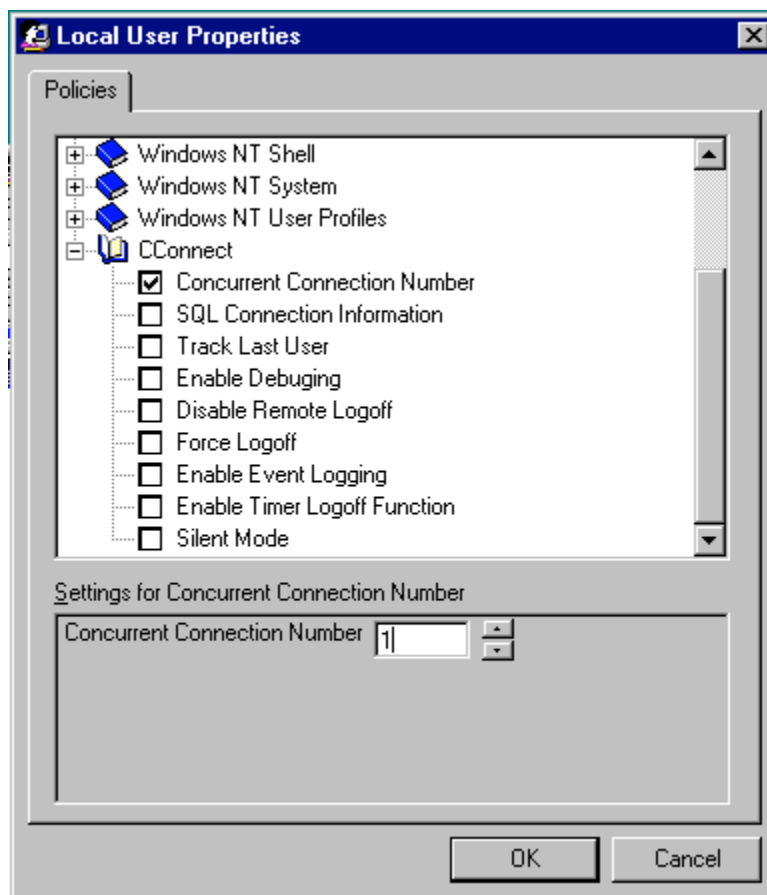 Local User Properties
Policies
Windows NT Shell
Windows NT System
Windows NT User Profiles
CConnect
Concurrent Connection Number
SQL Connection Information
Track Last User
Enable Debuging
Disable Remote Logoff
Force Logoff
Enable Event Logging
Enable Timer Logoff Function
Silent Mode
Settings for Concurrent Connection Number
Concurrent Connection Number 1
OK Cancel